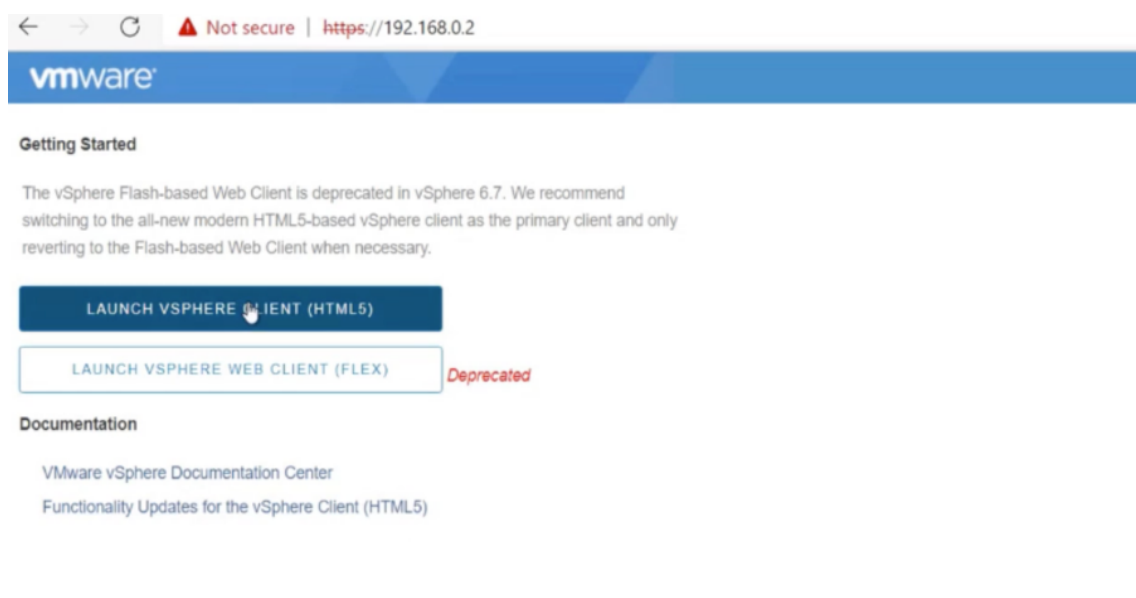 Not secure | https://192.168.0.2
vmware
Getting Started
The vSphere Flash-based Web Client is deprecated in vSphere 6.7. We recommend
switching to the all-new modern HTML5-based vSphere client as the primary client and only
reverting to the Flash-based Web Client when necessary.
LAUNCH VSPHERE CLIENT (HTML5)
LAUNCH VSPHERE WEB CLIENT (FLEX)
Deprecated
Documentation
VMware vSphere Documentation Center
Functionality Updates for the vSphere Client (HTML5)